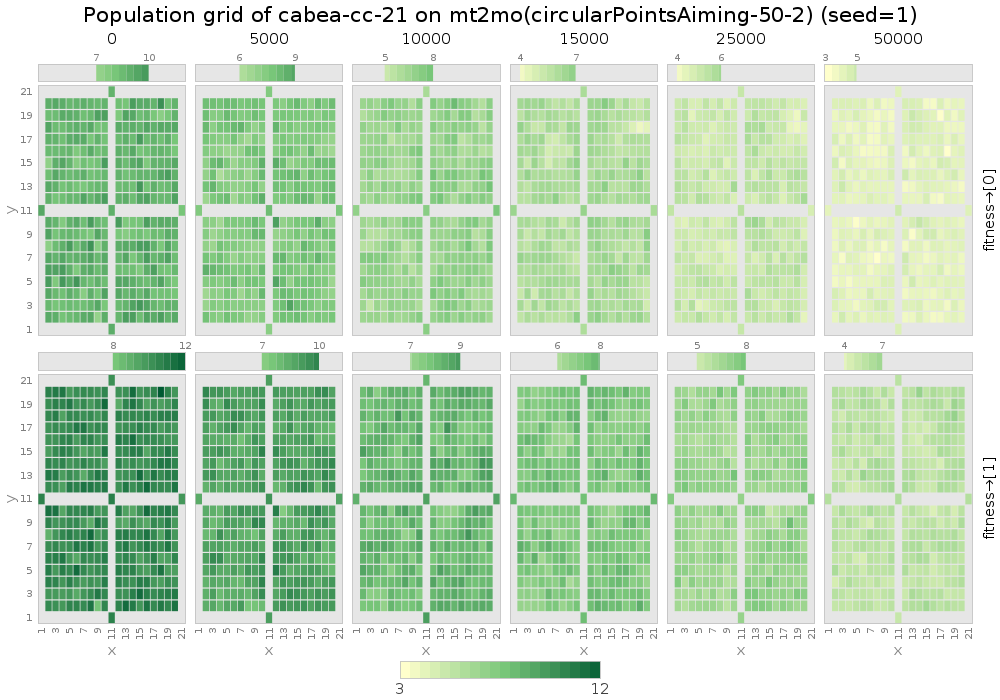 Population grid of cabea-cc-21 on mt2mo(circularPointsAiming-50-2) (seed=1)
0 5000 10000 15000 25000 50000
7 10 6 9 5 8 4 7 4 6 3 5
21
19
17
15
13
y 11
9
7
5
3
1
fitness→[0]
8 12 7 10 7 9 6 8 5 8 4 7
21
19
17
15
13
y 11
9
7
5
3
1
fitness→[1]
1 3 5 7 9 11 13 15 17 19 21 1 3 5 7 9 11 13 15 17 19 21 1 3 5 7 9 11 13 15 17 19 21 1 3 5 7 9 11 13 15 17 19 21 1 3 5 7 9 11 13 15 17 19 21 1 3 5 7 9 11 13 15 17 19 21
x x x x x x
3 12